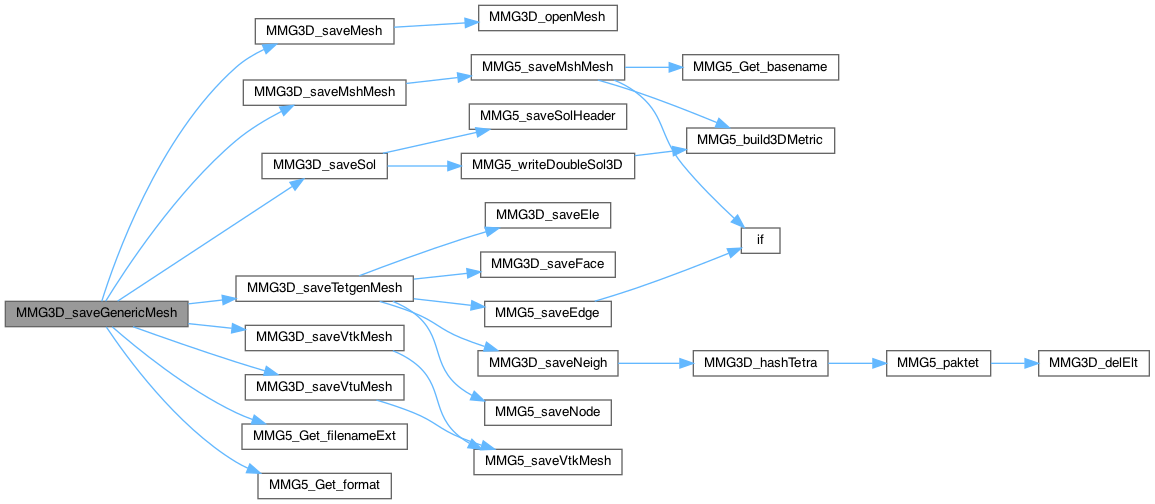 MMG3D_saveGenericMesh
MMG3D_saveMesh
MMG3D_openMesh
MMG3D_saveMshMesh
MMG5_saveMshMesh
MMG5_Get_basename
MMG5_build3DMetric
if
MMG3D_saveSol
MMG5_saveSolHeader
MMG5_writeDoubleSol3D
MMG3D_saveTetgenMesh
MMG3D_saveEle
MMG3D_saveFace
MMG5_saveEdge
MMG3D_saveNeigh
MMG3D_hashTetra
MMG5_paktet
MMG3D_delElt
MMG5_saveNode
MMG3D_saveVtkMesh
MMG3D_saveVtuMesh
MMG5_saveVtkMesh
MMG5_Get_filenameExt
MMG5_Get_format